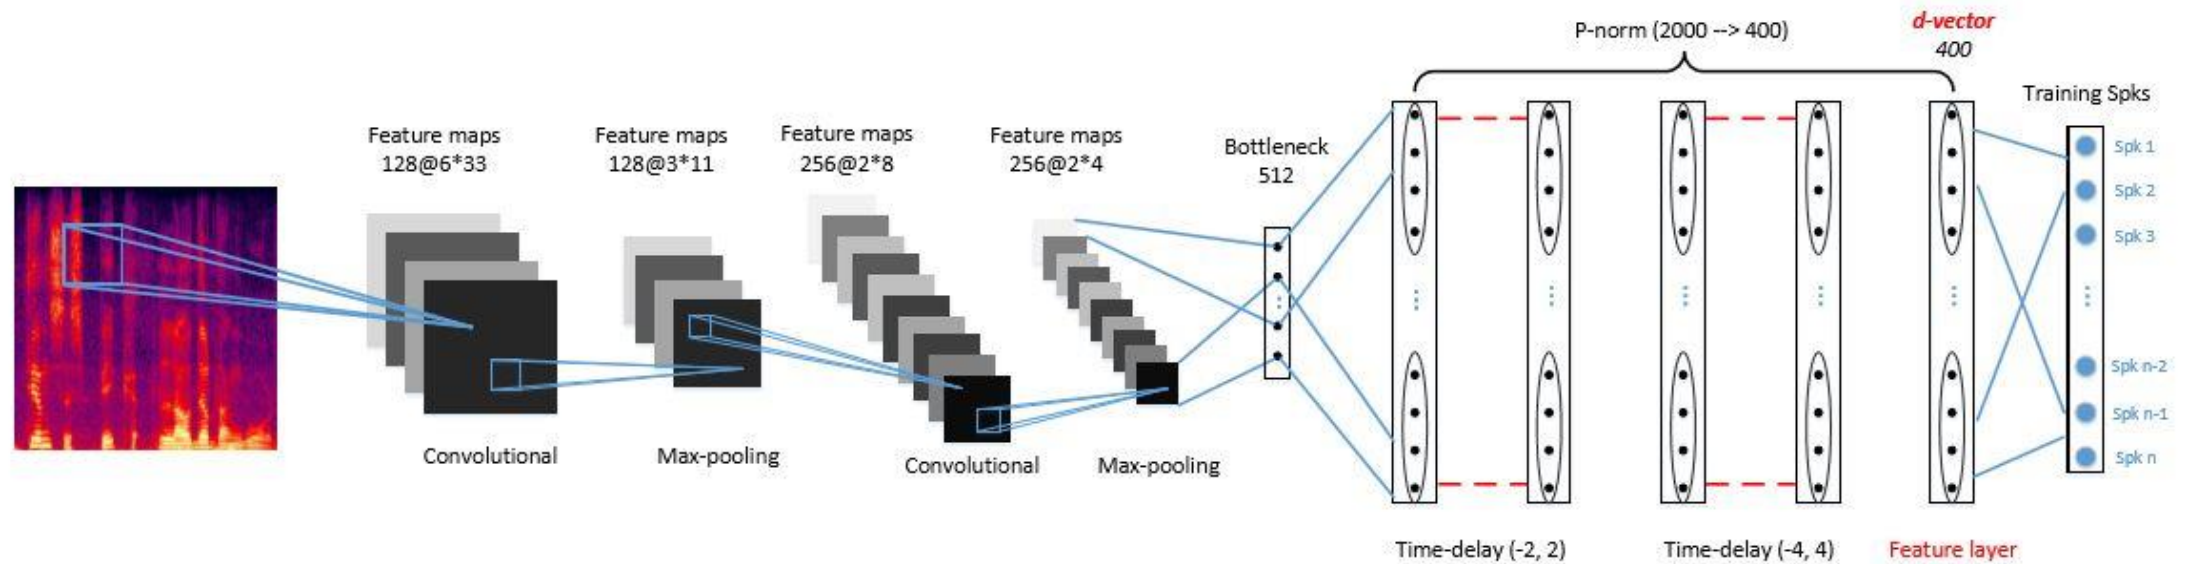 P-norm (2000 --> 400)
d-vector
400
Training Spks
Feature maps
128@6*33
Feature maps
128@3*11
Feature maps
256@2*8
Feature maps
256@2*4
Bottleneck
512
Spk 1
Spk 2
Spk 3
Spk n-2
Spk n-1
Spk n
Convolutional
Max-pooling
Convolutional
Max-pooling
Time-delay (-2, 2)
Time-delay (-4, 4)
Feature layer